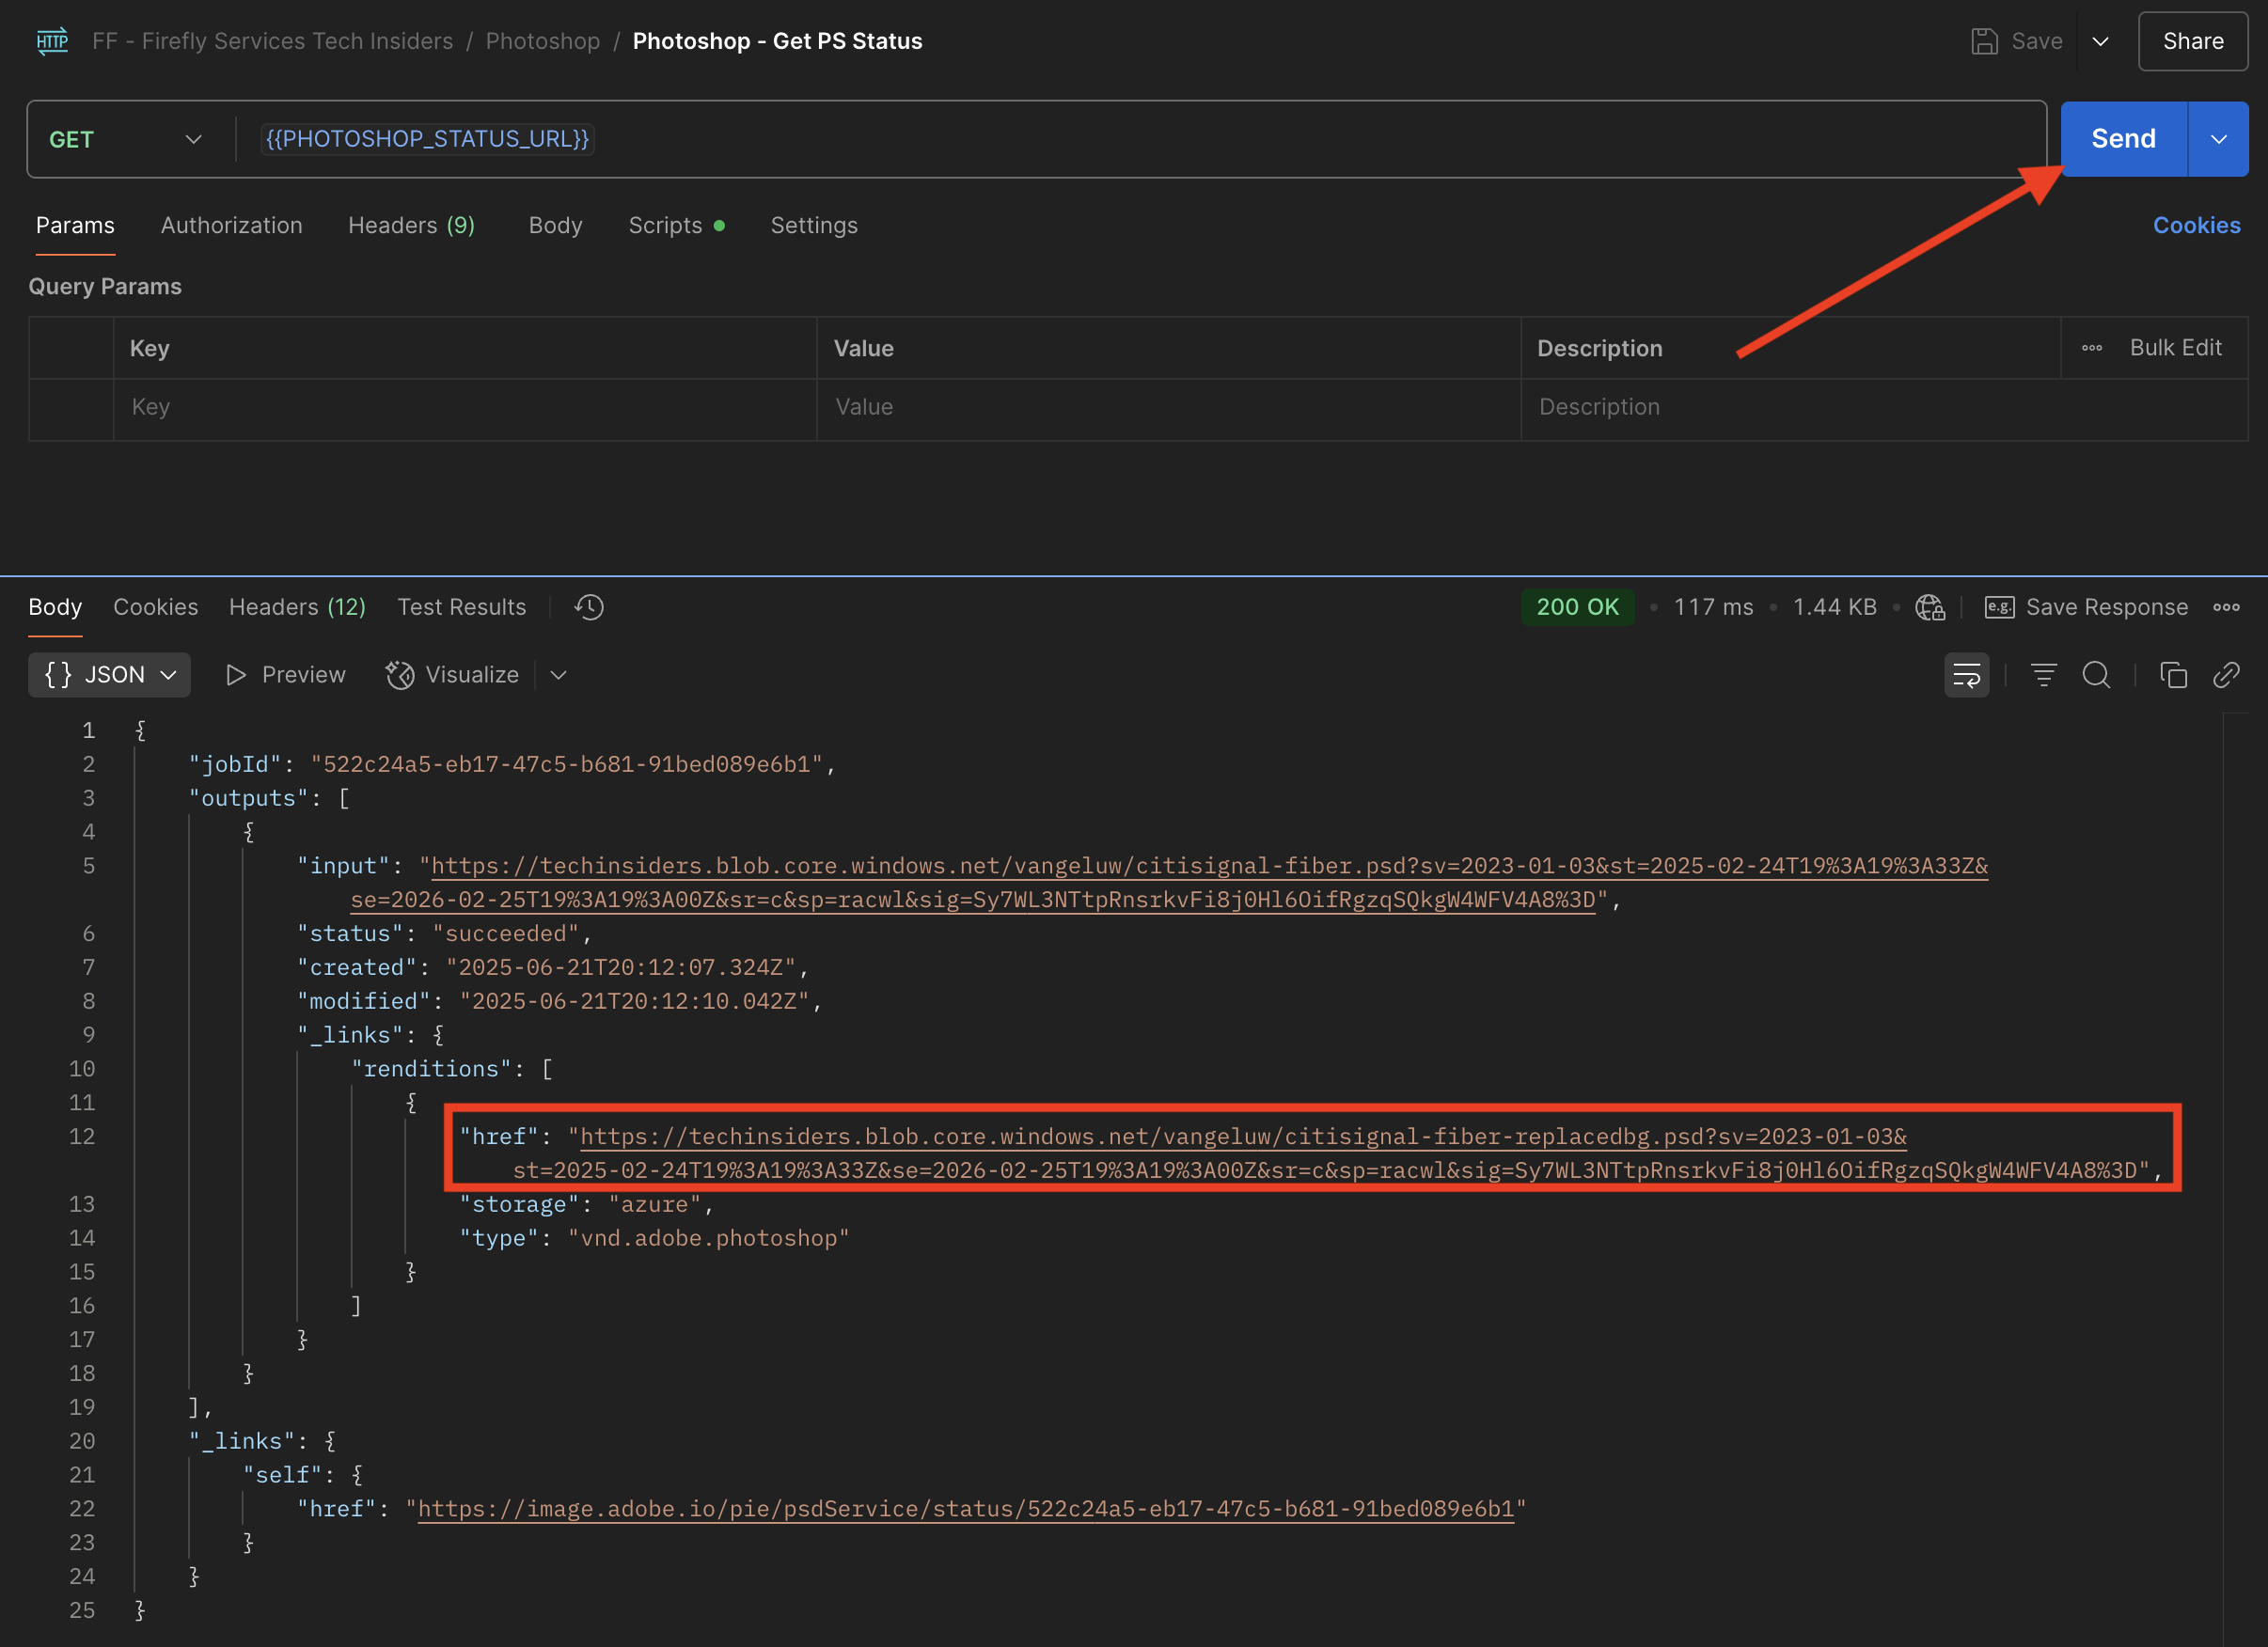 HTTP FF - Firefly Services Tech Insiders / Photoshop / Photoshop - Get PS Status Save Share
GET {{PHOTOSHOP_STATUS_URL}} Send
Params Authorization Headers (9) Body Scripts Settings Cookies
Query Params
Key Value Description Bulk Edit
Key Value Description
Body Cookies Headers (12) Test Results 200 OK 117 ms 1.44 KB e.g. Save Response
{} JSON Preview Visualize
1 {
2 "jobId": "522c24a5-eb17-47c5-b681-91bed089e6b1",
3 "outputs": [
4 {
5 "input": "https://techinsiders.blob.core.windows.net/vangeluw/citisignal-fiber.psd?sv=2023-01-03&st=2025-02-24T19%3A19%3A33Z&
se=2026-02-25T19%3A19%3A00Z&sr=c&sp=racwl&sig=Sy7WL3NTtpRnsrkvFi8j0Hl6OifRgzqSQkgW4WFV4A8%3D",
6 "status": "succeeded",
7 "created": "2025-06-21T20:12:07.324Z",
8 "modified": "2025-06-21T20:12:10.042Z",
9 "_links": {
10 "renditions": [
11 {
12 "href": "https://techinsiders.blob.core.windows.net/vangeluw/citisignal-fiber-replacedbg.psd?sv=2023-01-03&
st=2025-02-24T19%3A19%3A33Z&se=2026-02-25T19%3A19%3A00Z&sr=c&sp=racwl&sig=Sy7WL3NTtpRnsrkvFi8j0Hl6OifRgzqSQkgW4WFV4A8%3D",
13 "storage": "azure",
14 "type": "vnd.adobe.photoshop"
15 }
16 ]
17 }
18 }
19 ],
20 "_links": {
21 "self": {
22 "href": "https://image.adobe.io/pie/psdService/status/522c24a5-eb17-47c5-b681-91bed089e6b1"
23 }
24 }
25 }